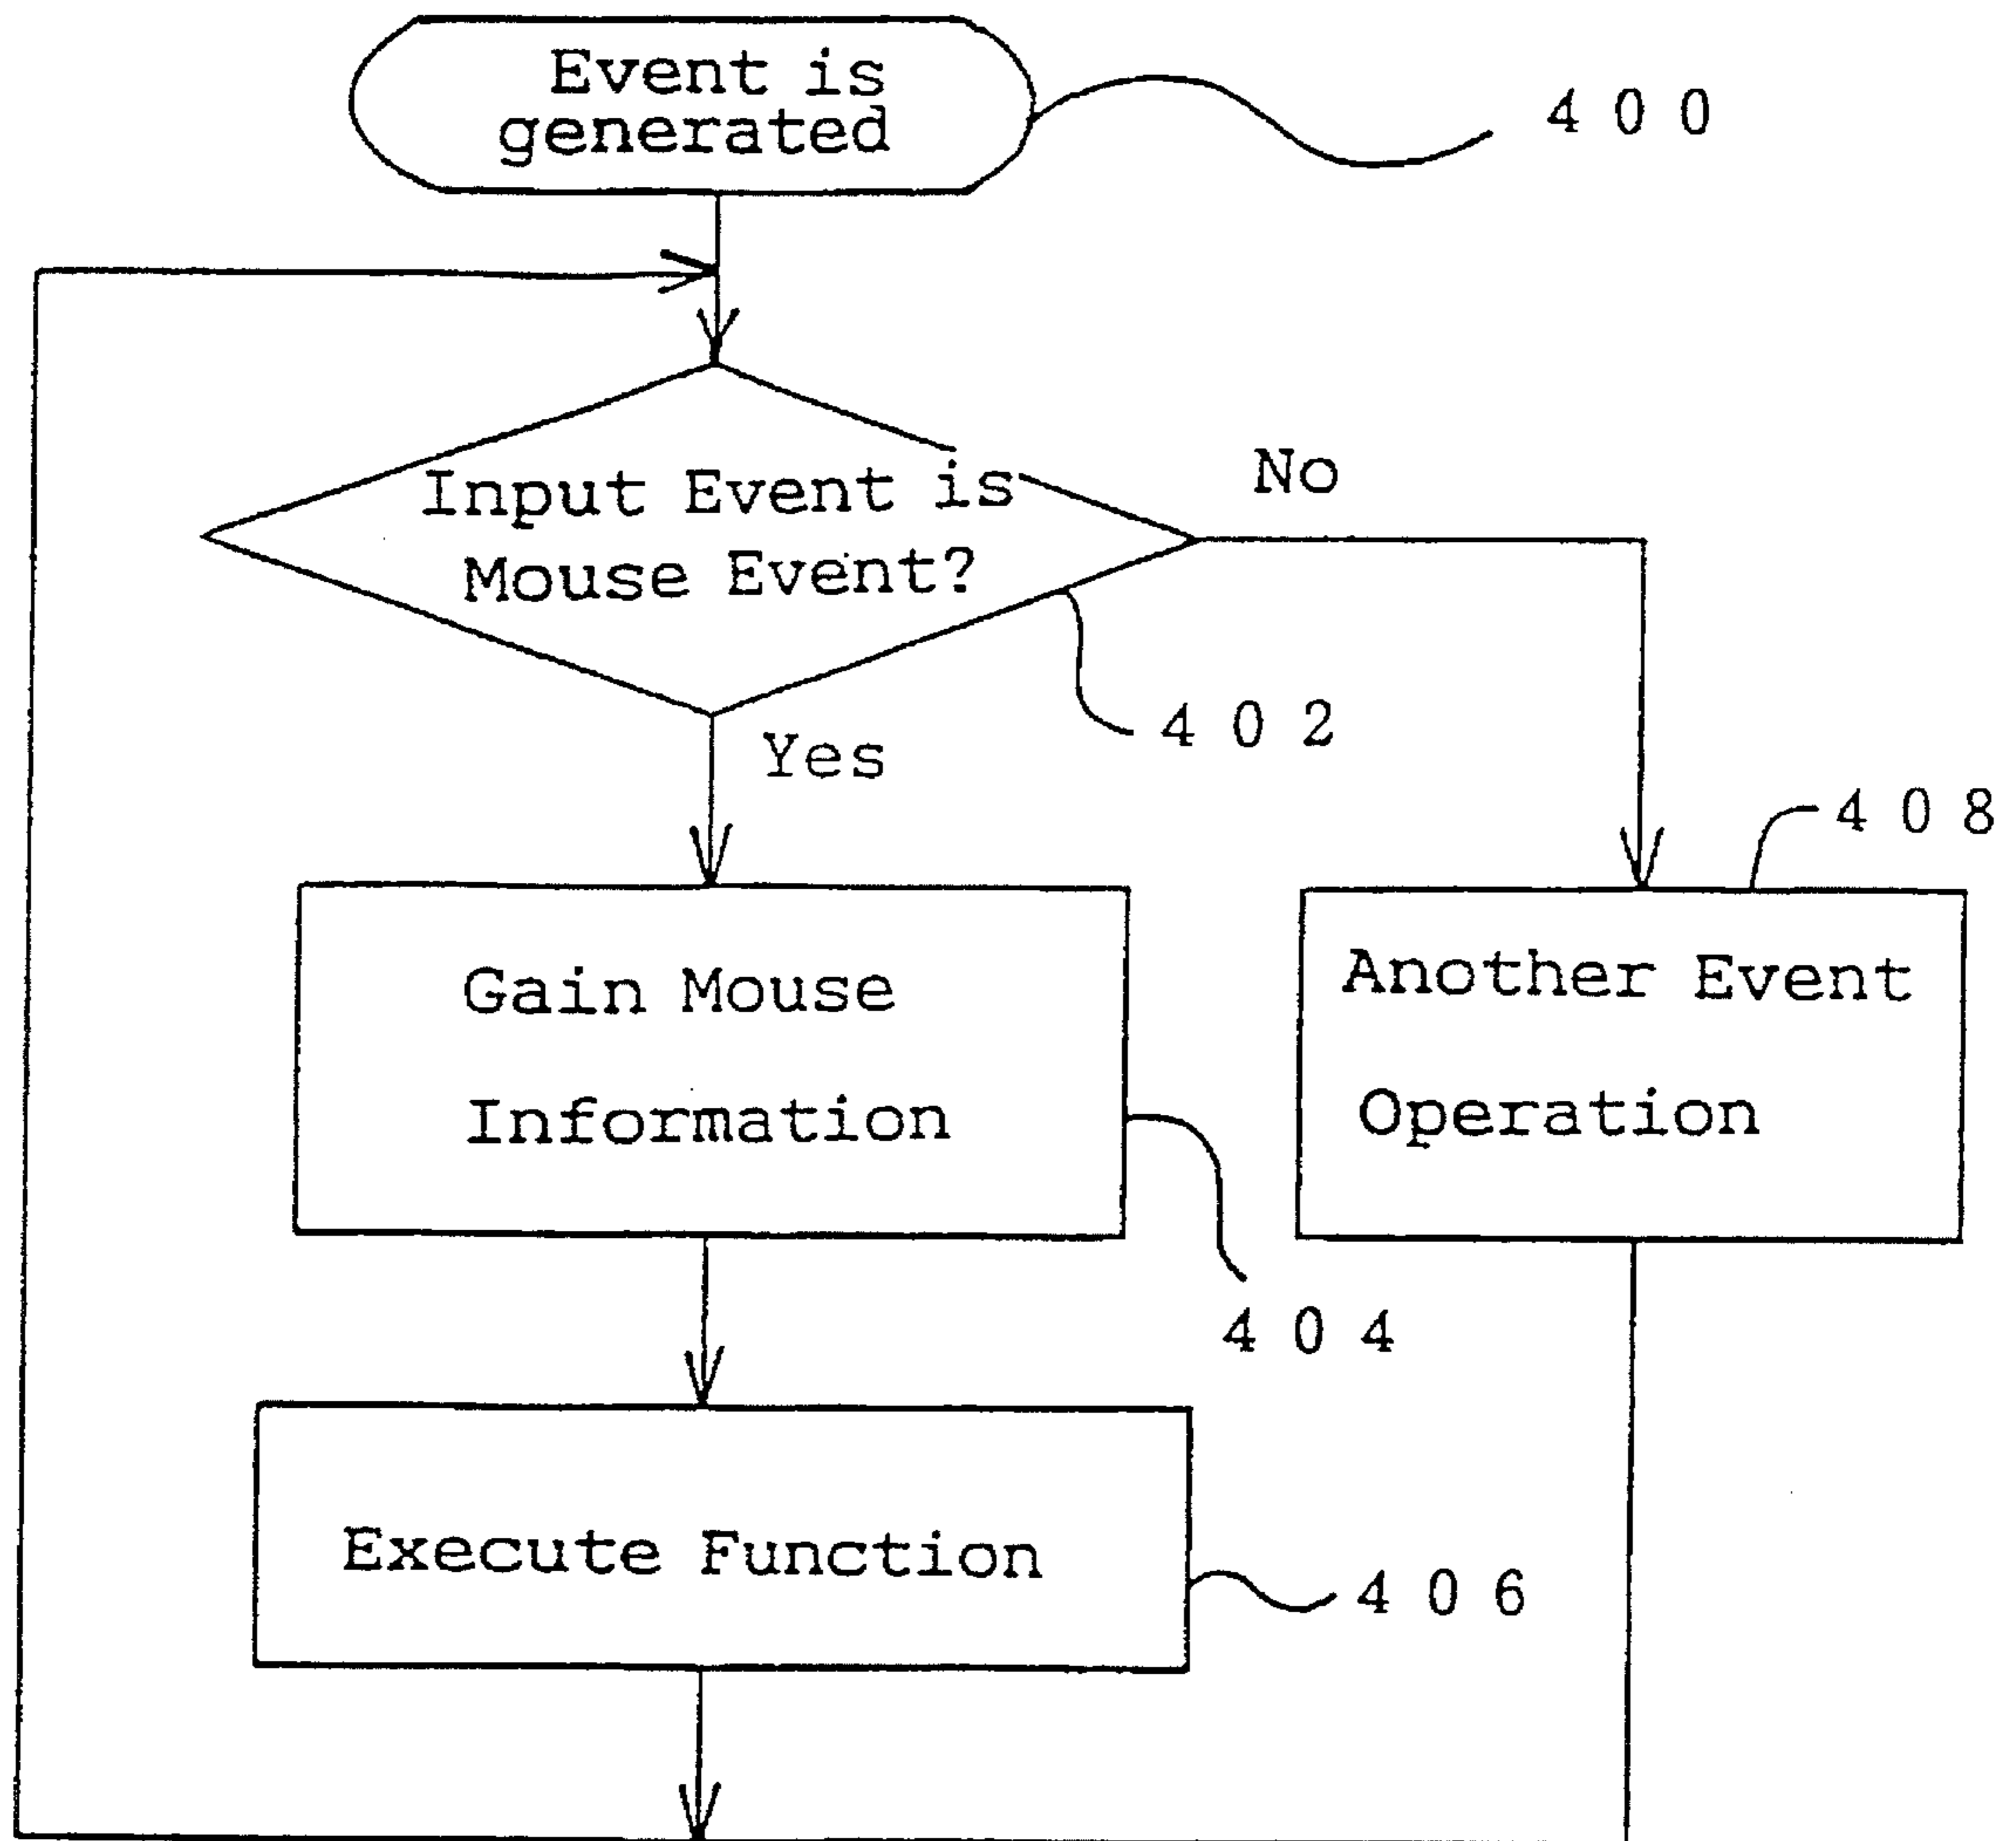 Event is
generated
4 0 0
Input Event is
Mouse Event?
No
Yes
4 0 2
4 0 8
Gain Mouse
Information
Another Event
Operation
4 0 4
Execute Function
4 0 6